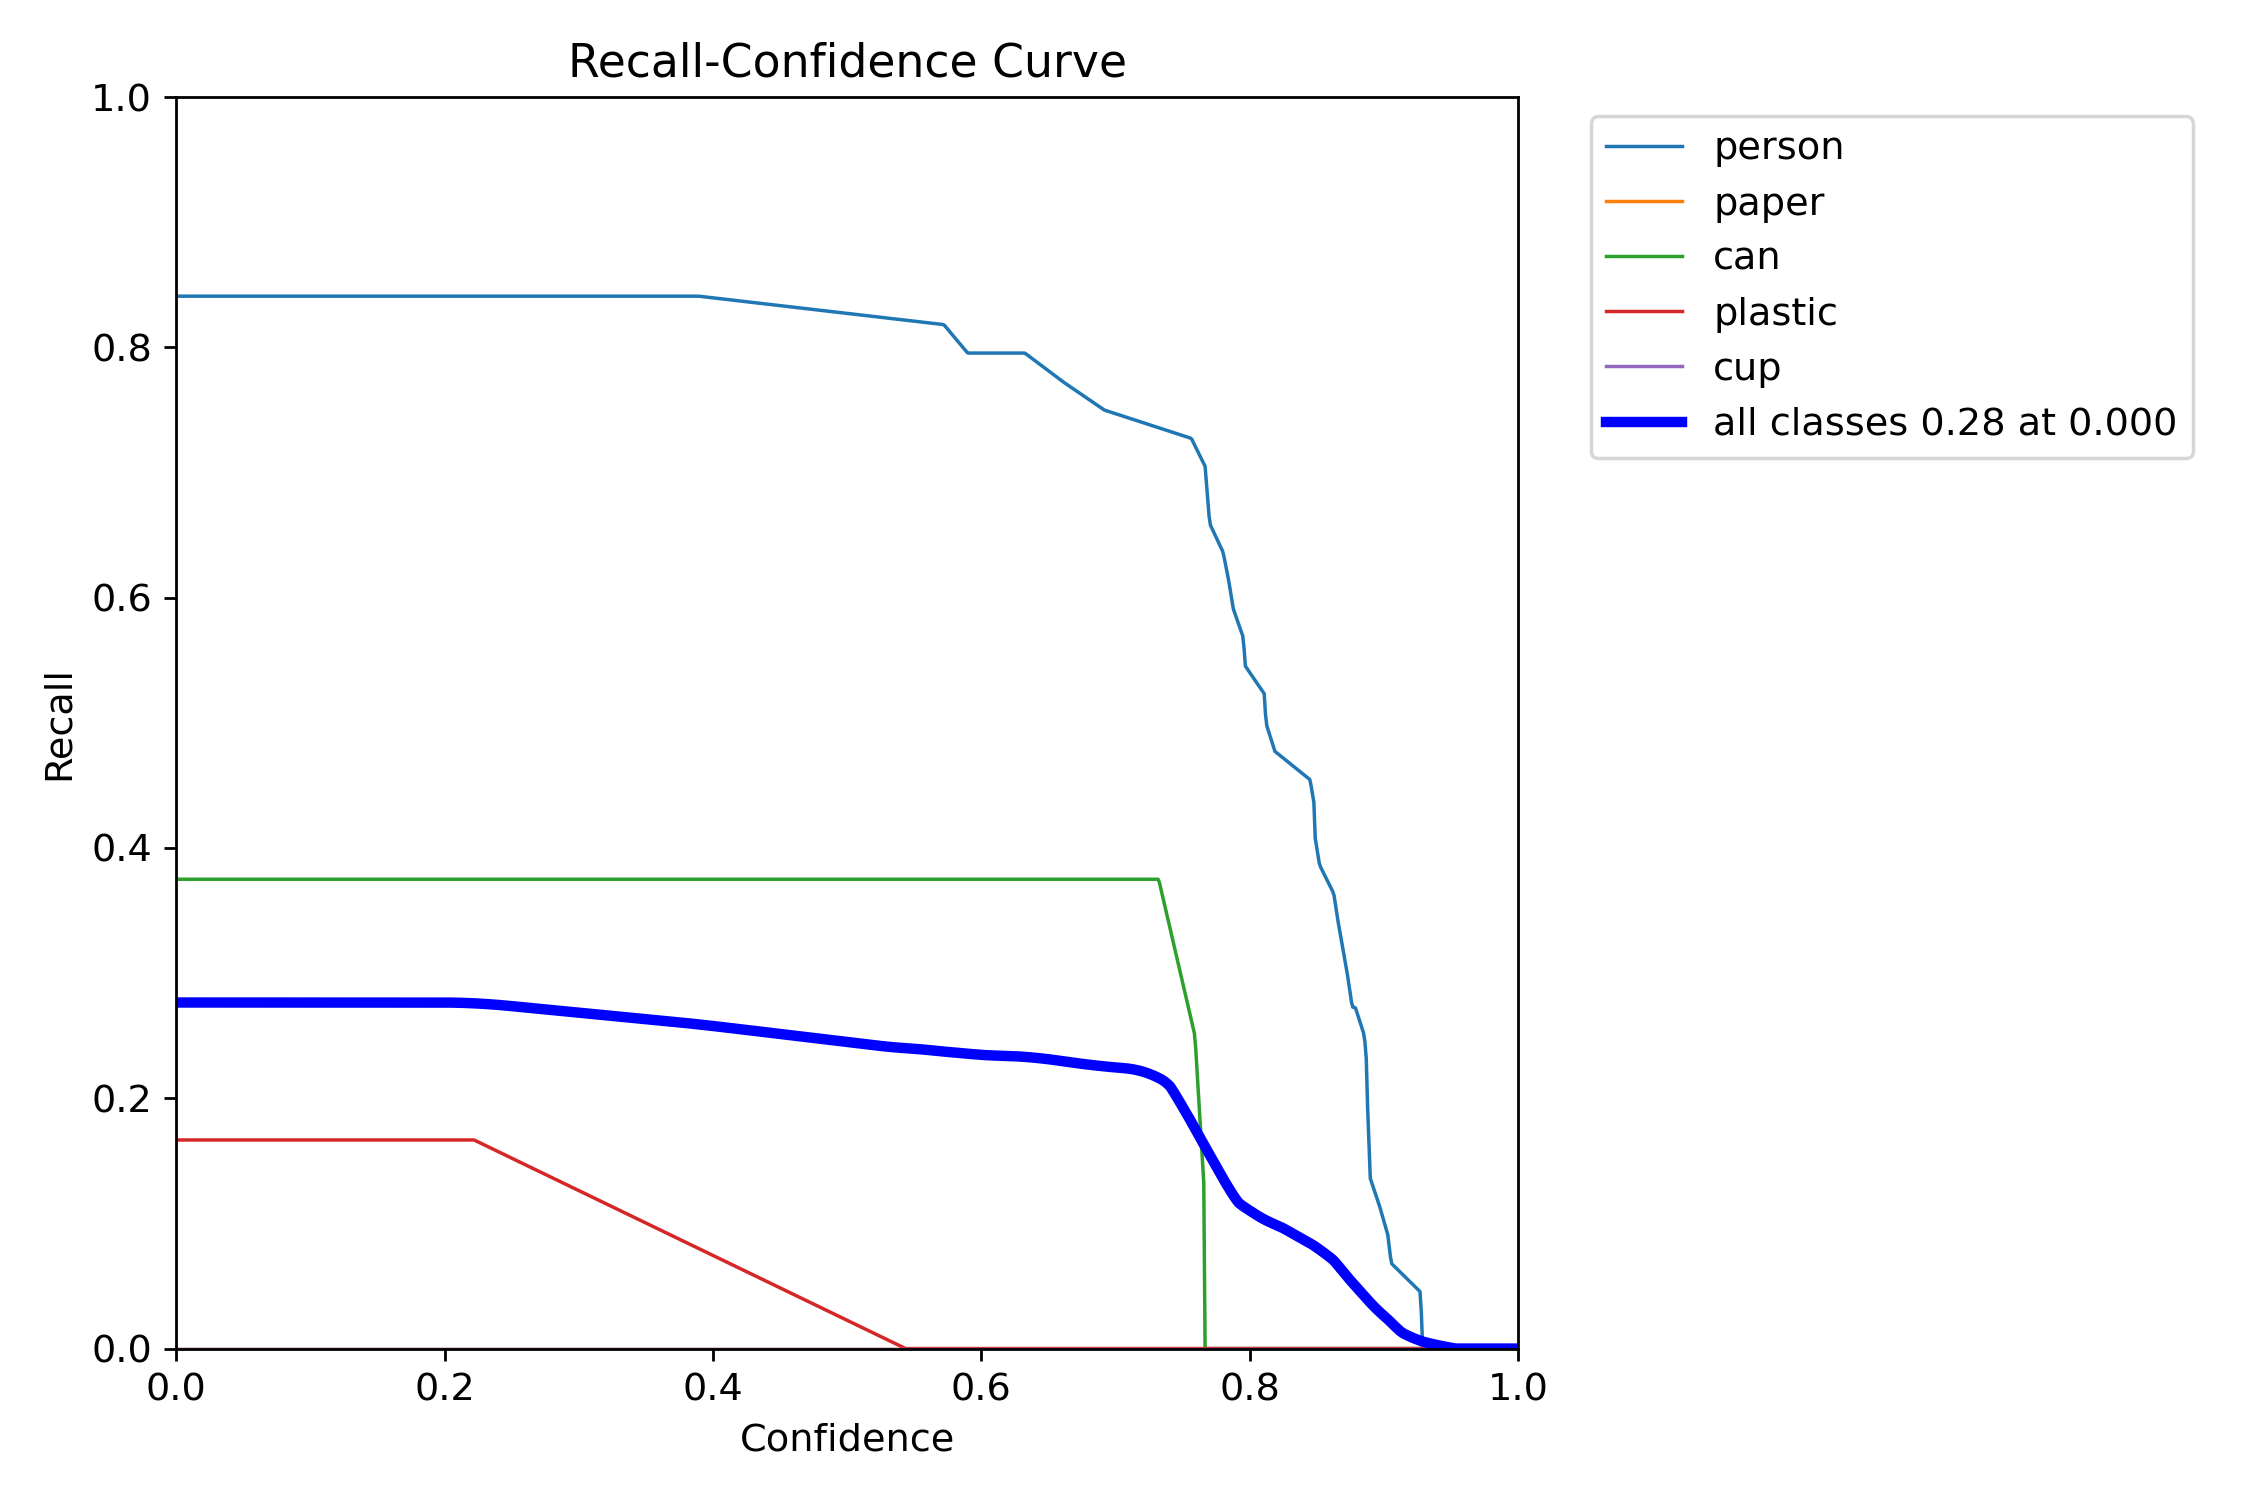 Recall-Confidence Curve
1.0
0.8
0.6
0.4
0.2
0.0
Recall
0.0 0.2 0.4 0.6 0.8 1.0
Confidence
person
paper
can
plastic
cup
all classes 0.28 at 0.000